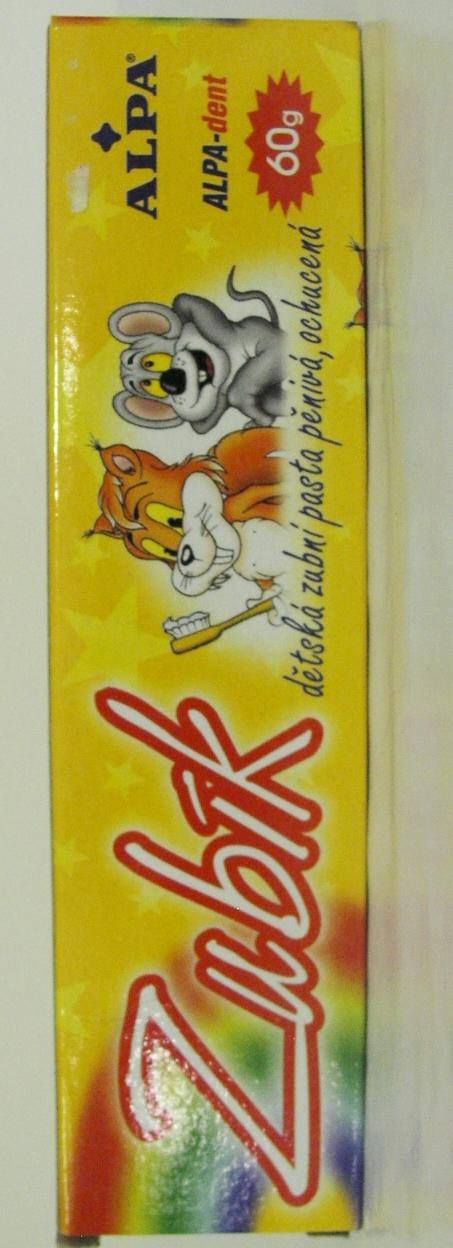 Zubík
dětská zubní pasta pěnivá, ochucená
ALPA®
ALPA-dent
60g